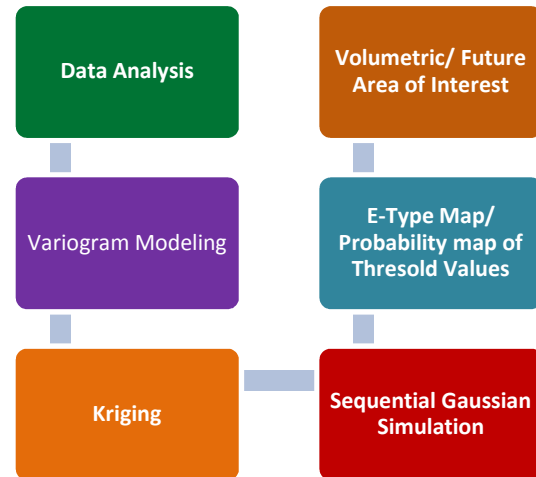 Data Analysis
Variogram Modeling
Kriging
Sequential Gaussian
Simulation
E-Type Map/
Probability map of
Thresold Values
Volumetric/ Future
Area of Interest